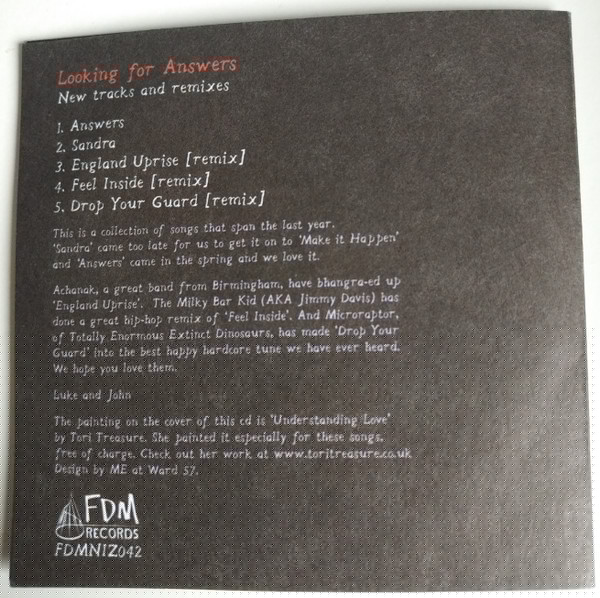 Looking for Answers
New tracks and remixes
1. Answers
2. Sandra
3. England Uprise [remix]
4. Feel Inside [remix]
5. Drop Your Guard [remix]
This is a collection of songs that span the last year.
'Sandra' came too late for us to get it on to 'Make it Happen'
and 'Answers' came in the spring and we love it.
Achanak, a great band from Birmingham, have bhangra-ed up
'England Uprise'. The Milky Bar Kid (AKA Jimmy Davis) has
done a great hip-hop remix of 'Feel Inside'. And Microraptor,
of Totally Enormous Extinct Dinosaurs, has made 'Drop Your
Guard' into the best happy hardcore tune we have ever heard.
We hope you love them.
Luke and John
The painting on the cover of this cd is 'Understanding Love'
by Tori Treasure. She painted it especially for these songs,
free of charge. Check out her work at www.toritreasure.co.uk
Design by ME at Ward 57.
FDM
RECORDS
FDMNIZ042